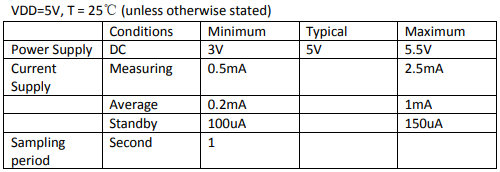 VDD=5V, T = 25℃ (unless otherwise stated)
Conditions Minimum Typical Maximum
Power Supply DC 3V 5V 5.5V
Current Measuring 0.5mA 2.5mA
Supply
Average 0.2mA 1mA
Standby 100uA 150uA
Sampling Second 1
period